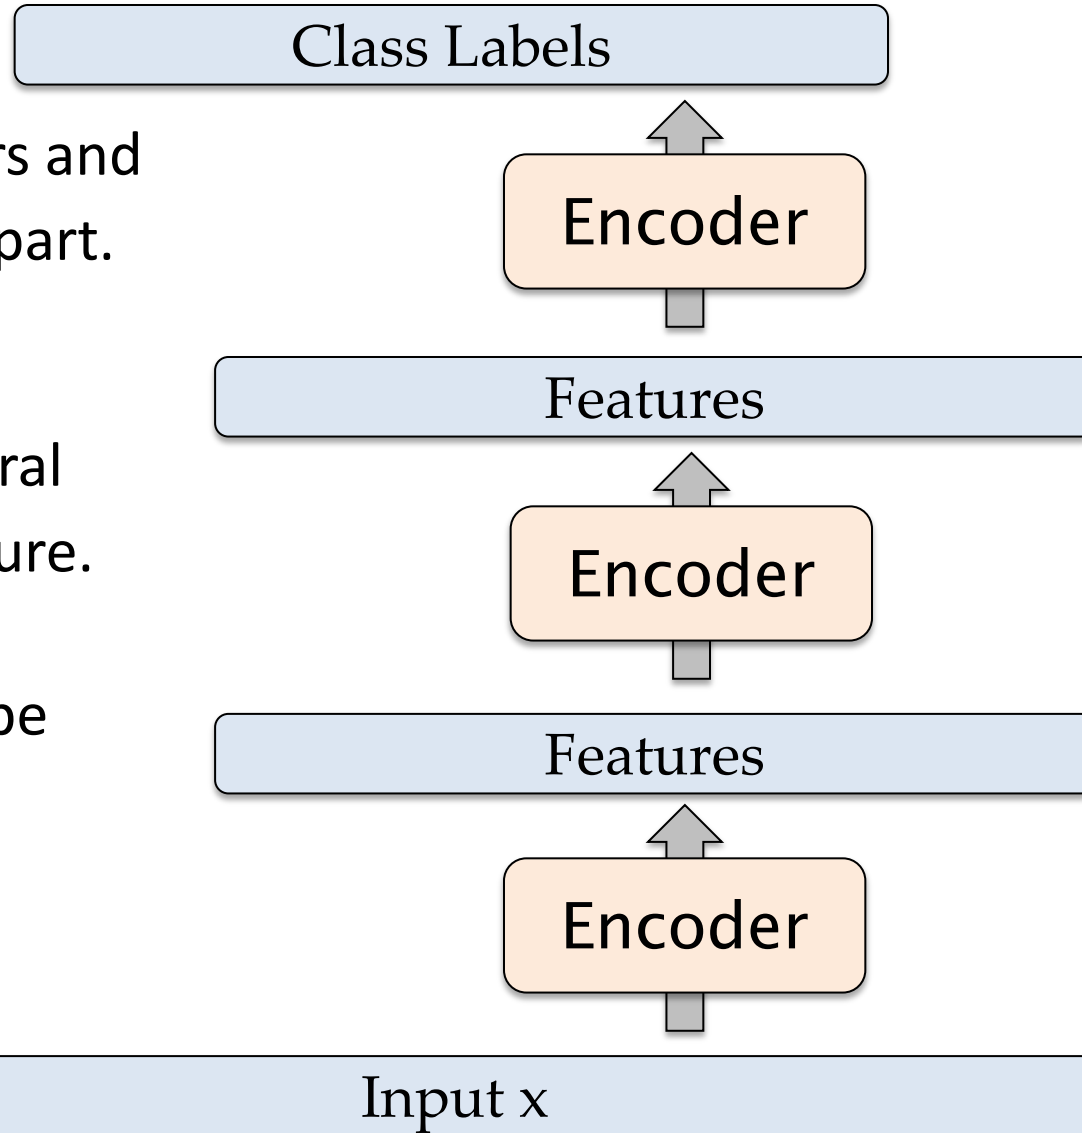 Class Labels
rs and
Encoder
part.
Features
ral
Encoder
ure.
be
Features
Encoder
Input x